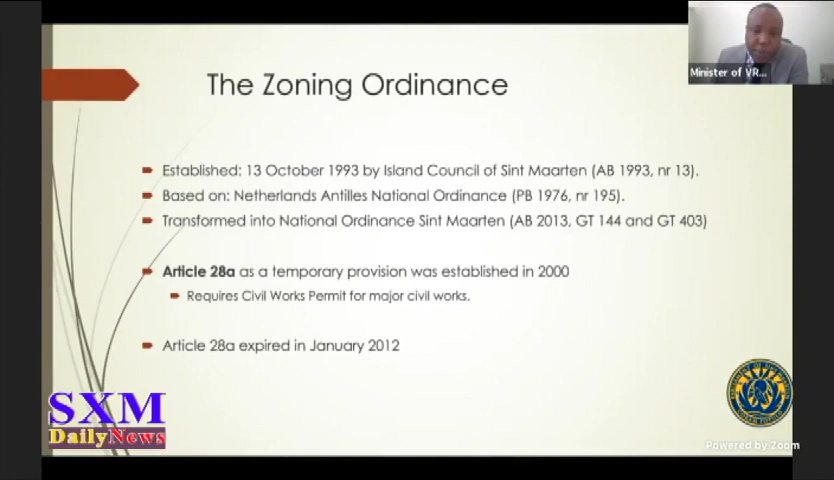 The Zoning Ordinance
Minister of VR...
Established: 13 October 1993 by Island Council of Sint Maarten (AB 1993, nr 13).
Based on: Netherlands Antilles National Ordinance (PB 1976, nr 195).
Transformed into National Ordinance Sint Maarten (AB 2013, GT 144 and GT 403)
Article 28a as a temporary provision was established in 2000
Requires Civil Works Permit for major civil works.
Article 28a expired in January 2012
SXM
DailyNews
Powered by Zoom